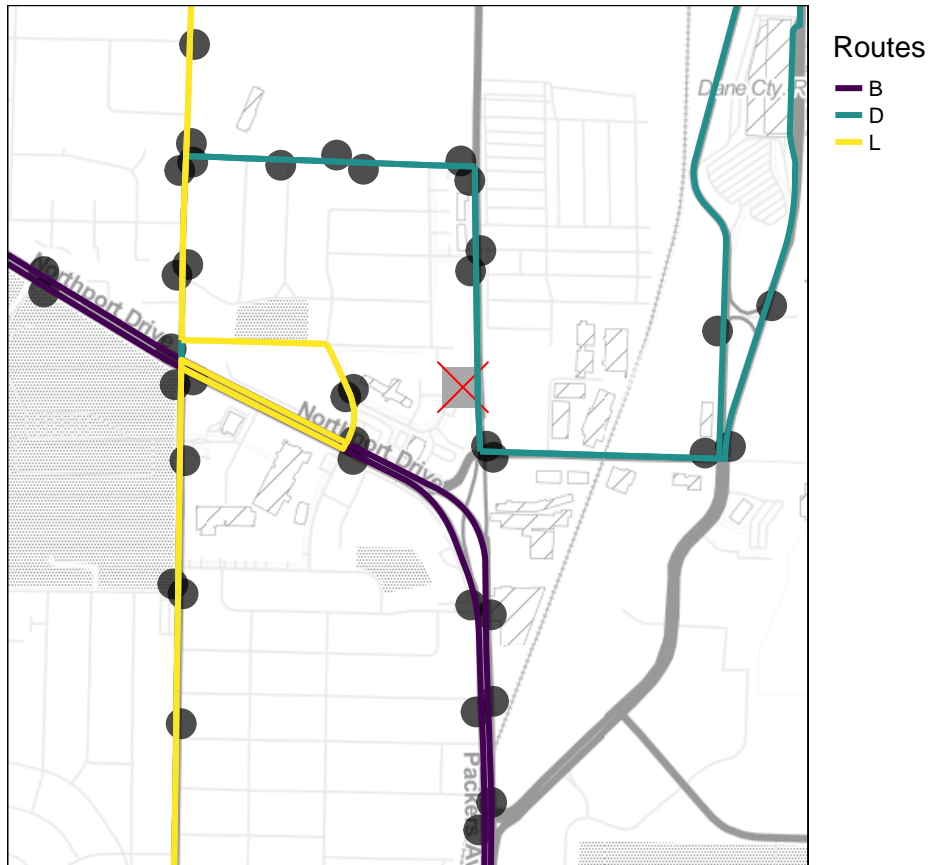 Routes
B
D
L
Dane Cty. R
Northport Drive
Northport Drive
Packers Av